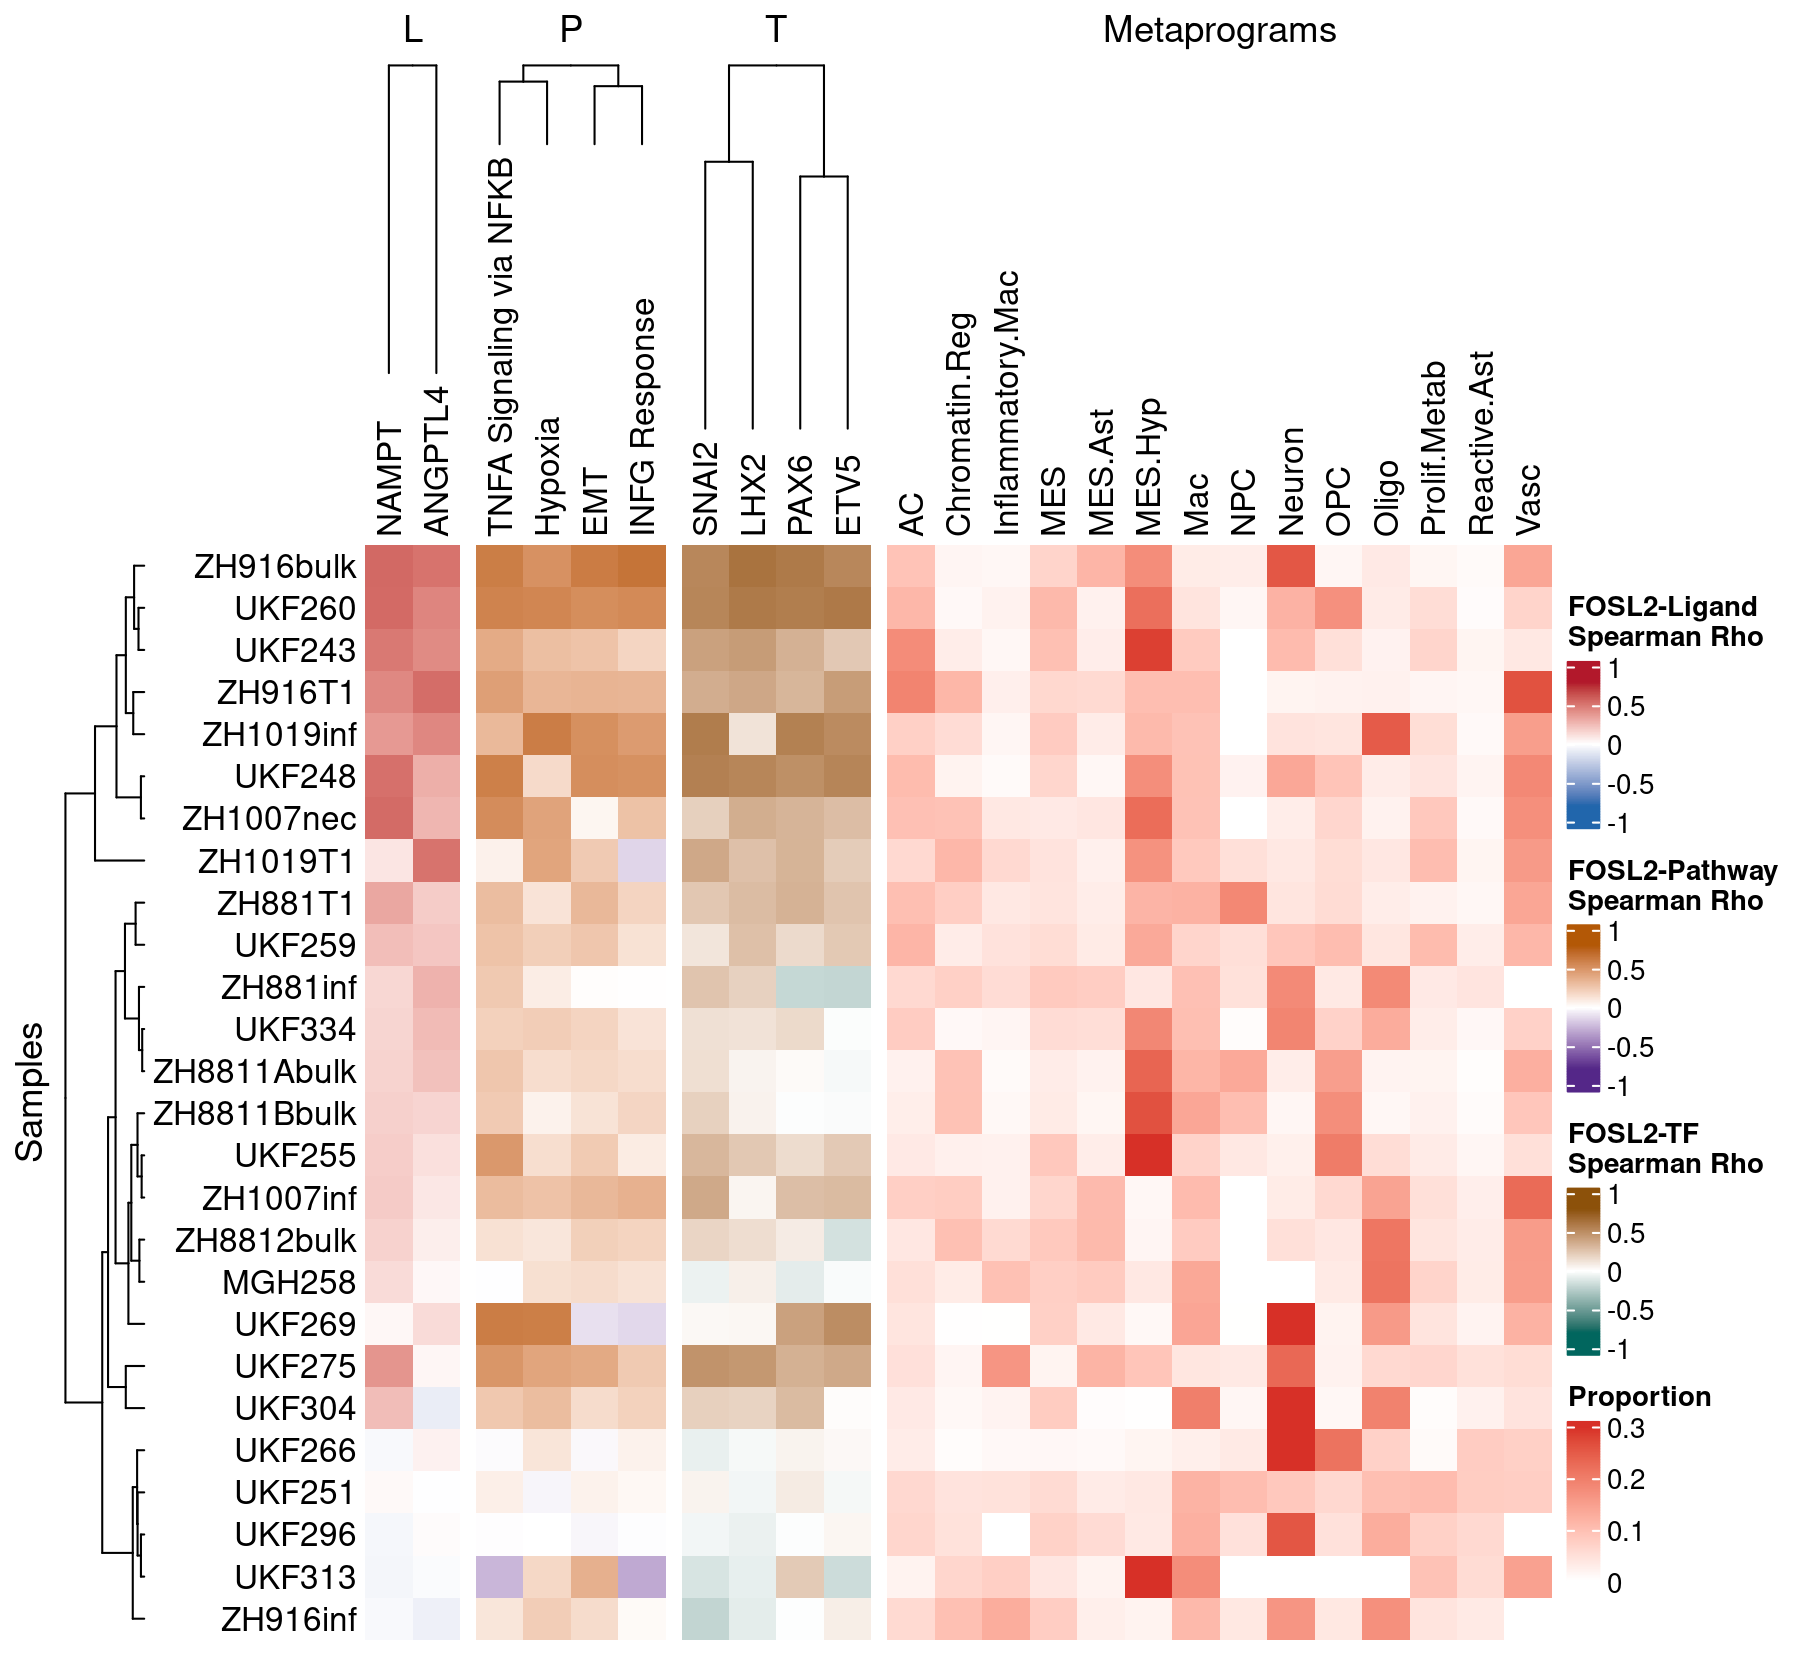 L P T Metaprograms
NAMPT
ANGPTL4
TNFA Signaling via NFKB
Hypoxia
EMT
INFG Response
SNAI2
LHX2
PAX6
ETV5
AC
Chromatin.Reg
Inflammatory.Mac
MES
MES.Ast
MES.Hyp
Mac
NPC
Neuron
OPC
Oligo
Prolif.Metab
Reactive.Ast
Vasc
Samples
ZH916bulk
UKF260
UKF243
ZH916T1
ZH1019inf
UKF248
ZH1007nec
ZH1019T1
ZH881T1
UKF259
ZH881inf
UKF334
ZH8811Abulk
ZH8811Bbulk
UKF255
ZH1007inf
ZH8812bulk
MGH258
UKF269
UKF275
UKF304
UKF266
UKF251
UKF296
UKF313
ZH916inf
FOSL2-Ligand
Spearman Rho
1
0.5
0
-0.5
-1
FOSL2-Pathway
Spearman Rho
1
0.5
0
-0.5
-1
FOSL2-TF
Spearman Rho
1
0.5
0
-0.5
-1
Proportion
0.3
0.2
0.1
0